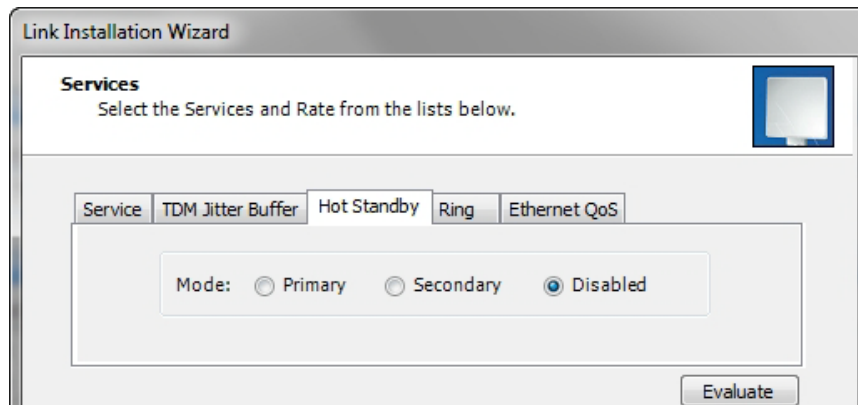 Link Installation Wizard
Services
Select the Services and Rate from the lists below.
Service TDM Jitter Buffer Hot Standby Ring Ethernet QoS
Mode: Primary Secondary Disabled
Evaluate